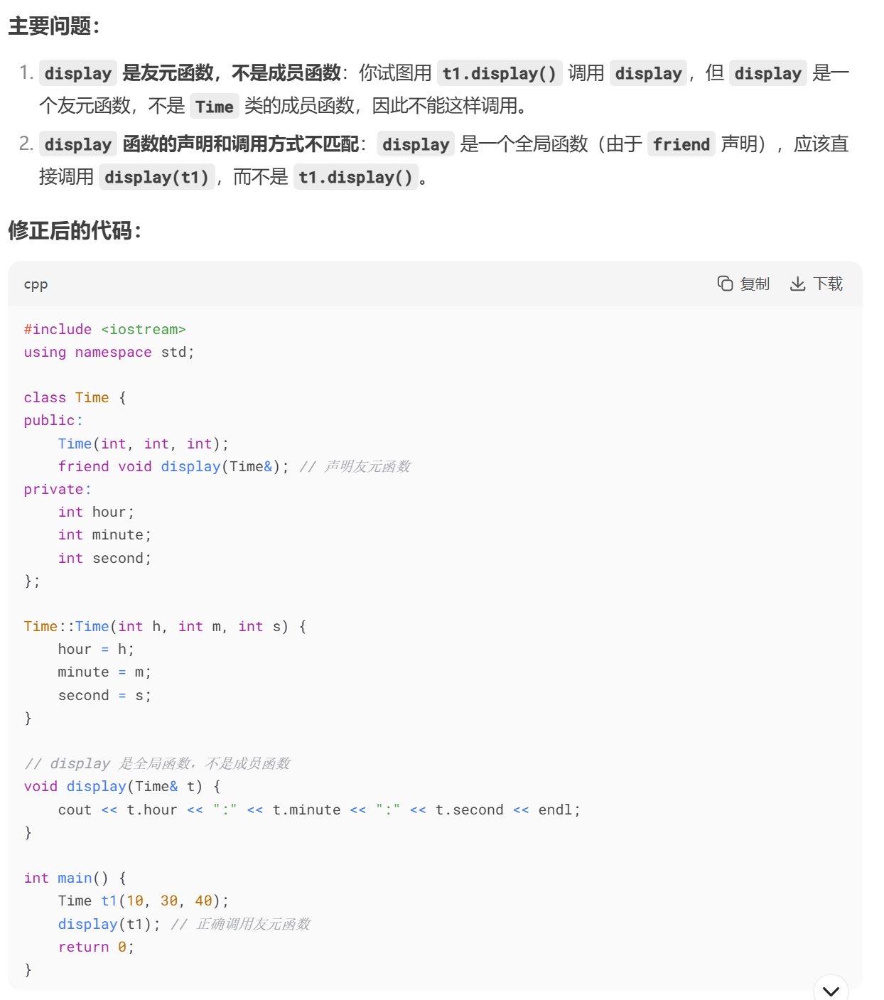 主要问题：
1. display 是友元函数，不是成员函数：你试图用 t1.display() 调用 display，但 display 是一
个友元函数，不是 Time 类的成员函数，因此不能这样调用。
2. display 函数的声明和调用方式不匹配：display 是一个全局函数（由于 friend 声明），应该直
接调用 display(t1)，而不是 t1.display()。
修正后的代码：
cpp 复制 下载
#include <iostream>
using namespace std;
class Time {
public:
    Time(int, int, int);
    friend void display(Time&); // 声明友元函数
private:
    int hour;
    int minute;
    int second;
};
Time::Time(int h, int m, int s) {
    hour = h;
    minute = m;
    second = s;
}
// display 是全局函数，不是成员函数
void display(Time& t) {
    cout << t.hour << ":" << t.minute << ":" << t.second << endl;
}
int main() {
    Time t1(10, 30, 40);
    display(t1); // 正确调用友元函数
    return 0;
}